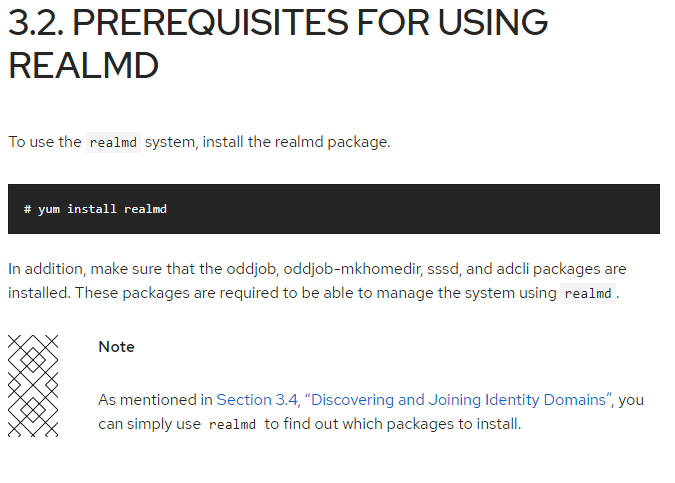 3.2. PREREQUISITES FOR USING
REALMD
To use the realmd system, install the realmd package.
# yum install realmd
In addition, make sure that the oddjob, oddjob-mkhomedir, sssd, and adcli packages are
installed. These packages are required to be able to manage the system using realmd .
Note
As mentioned in Section 3.4, “Discovering and Joining Identity Domains”, you
can simply use realmd to find out which packages to install.